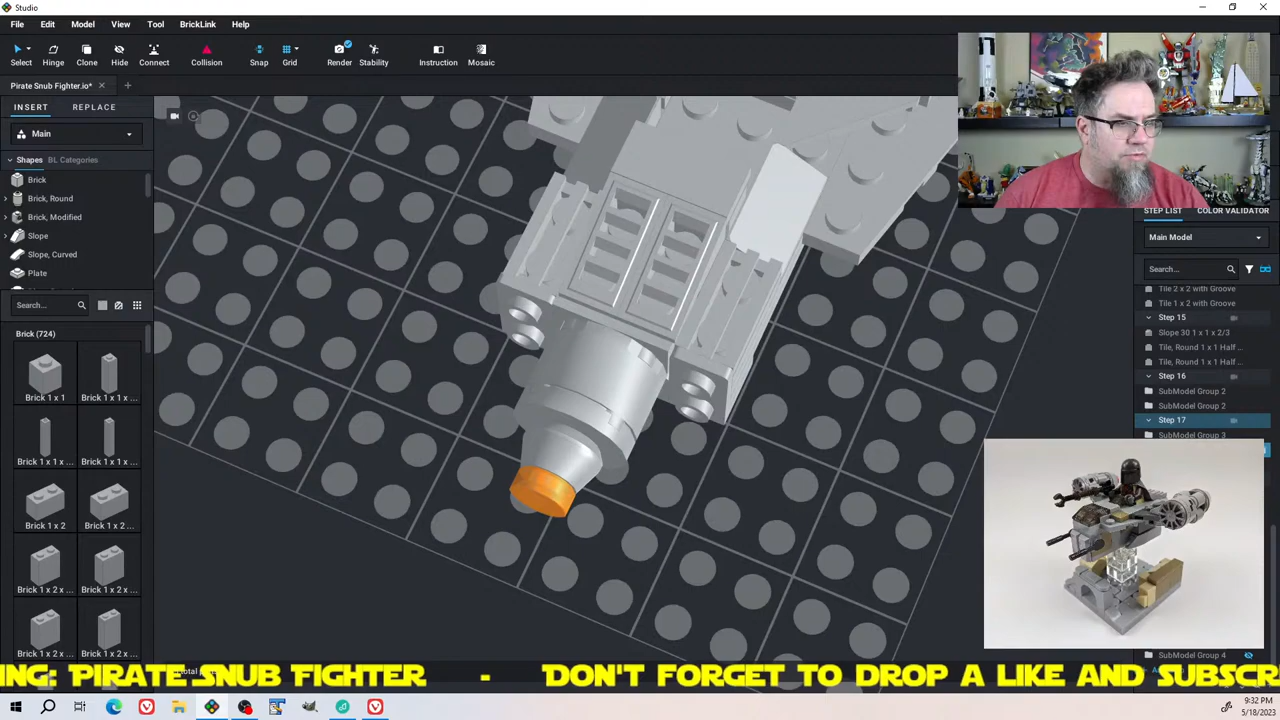 Studio
File Edit Model View Tool BrickLink Help
Select Hinge Clone Hide Connect Collision Snap Grid Render Stability Instruction Mosaic
Pirate Snub Fighter.io*
INSERT REPLACE
Main
Shapes BL Categories
Brick
Brick, Round
Brick, Modified
Slope
Slope, Curved
Plate
Search...
Brick (724)
Brick 1 x 1 Brick 1 x 1 x ...
Brick 1 x 1 x ... Brick 1 x 1 x ...
Brick 1 x 2 Brick 1 x 2 ...
Brick 1 x 2 x ... Brick 1 x 2 x ...
Brick 1 x 2 x ... Brick 1 x 2 x ...
STEP LIST COLOR VALIDATOR
Main Model
Search...
Tile 2 x 2 with Groove
Tile 1 x 2 with Groove
Step 15
Slope 30 1 x 1 x 2/3
Tile, Round 1 x 1 Half ...
Tile, Round 1 x 1 Half ...
Step 16
SubModel Group 2
SubModel Group 2
Step 17
SubModel Group 3
SubModel Group 4
ING: PIRATE SNUB FIGHTER - DON'T FORGET TO DROP A LIKE AND SUBSCR
9:32 PM
5/18/2023